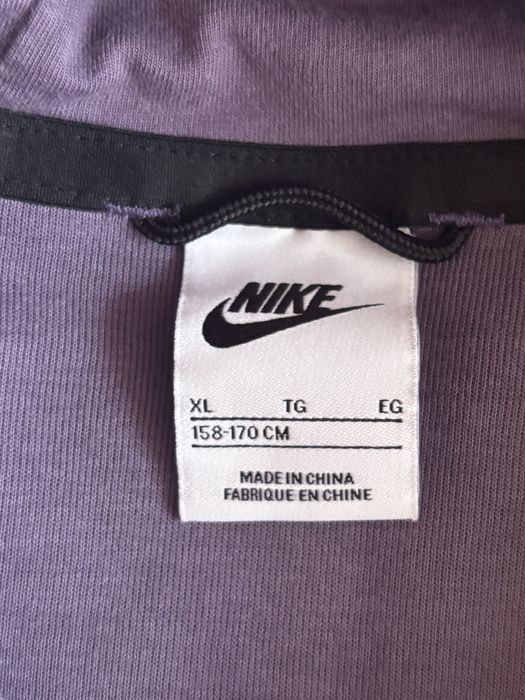 NIKE
XL TG EG
158-170 CM
MADE IN CHINA
FABRIQUE EN CHINE